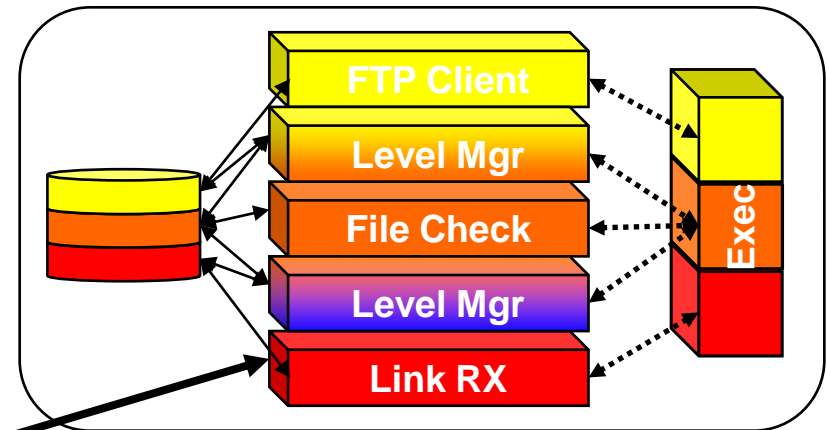 FTP Client
Level Mgr
File Check
Exec
Level Mgr
Link RX